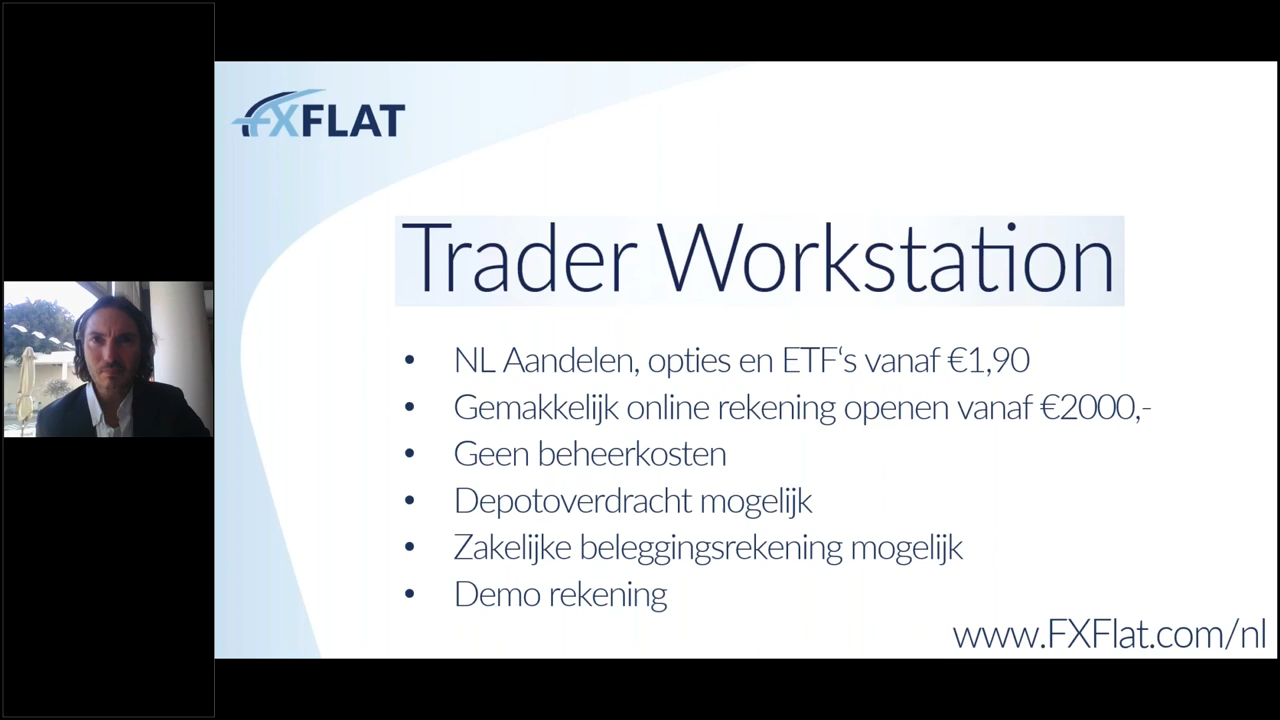 FXFLAT
Trader Workstation
• NL Aandelen, opties en ETF‘s vanaf €1,90
• Gemakkelijk online rekening openen vanaf €2000,-
• Geen beheerkosten
• Depotoverdracht mogelijk
• Zakelijke beleggingsrekening mogelijk
• Demo rekening
www.FXFlat.com/nl